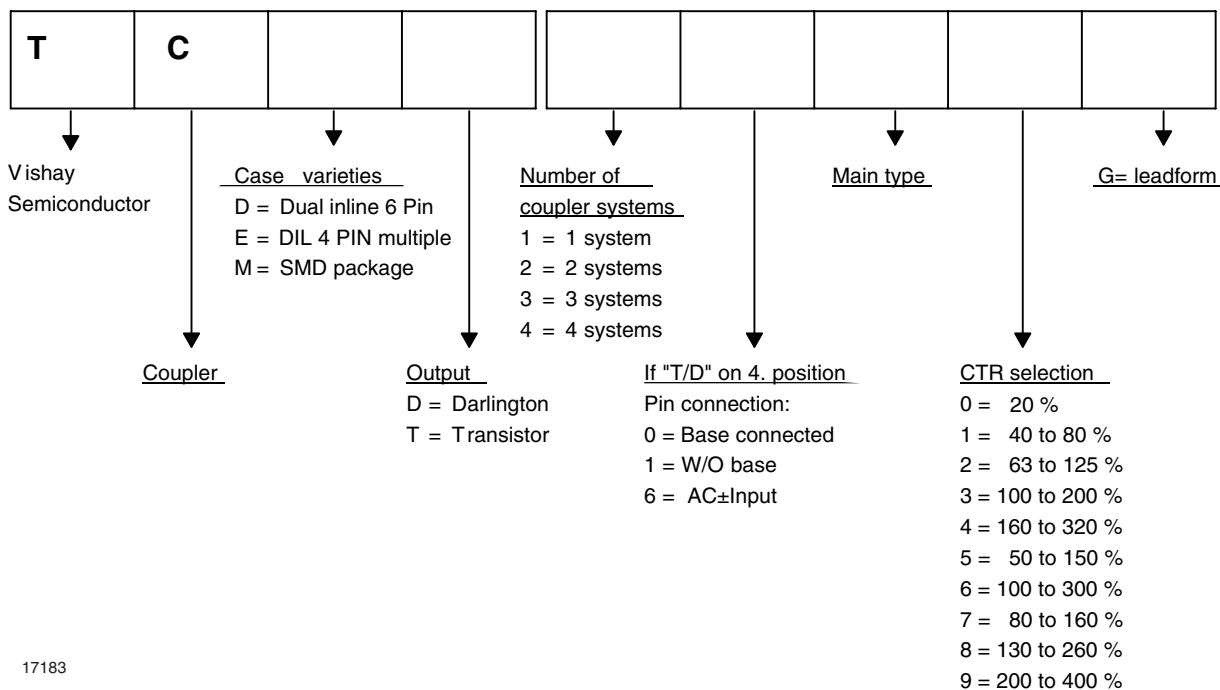 T C
Vishay
Semiconductor
Case varieties
D = Dual inline 6 Pin
E = DIL 4 PIN multiple
M = SMD package
Number of
coupler systems
1 = 1 system
2 = 2 systems
3 = 3 systems
4 = 4 systems
Main type
G= leadform
Coupler
Output
D = Darlington
T = Transistor
If "T/D" on 4. position
Pin connection:
0 = Base connected
1 = W/O base
6 = AC±Input
CTR selection
0 = 20 %
1 = 40 to 80 %
2 = 63 to 125 %
3 = 100 to 200 %
4 = 160 to 320 %
5 = 50 to 150 %
6 = 100 to 300 %
7 = 80 to 160 %
8 = 130 to 260 %
9 = 200 to 400 %
17183